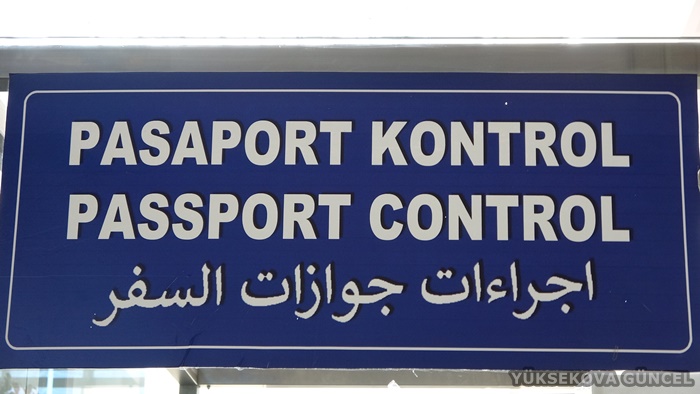 PASAPORT KONTROL
PASSPORT CONTROL
اجراءات جوازات السفر
YÜKSEKOVA GÜNCEL